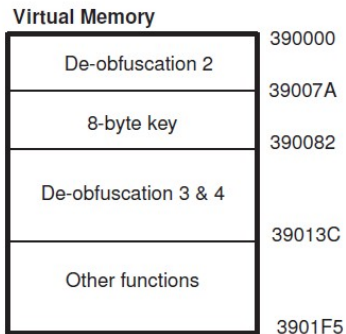 Virtual Memory
390000
De-obfuscation 2
39007A
8-byte key
390082
De-obfuscation 3 & 4
39013C
Other functions
3901F5